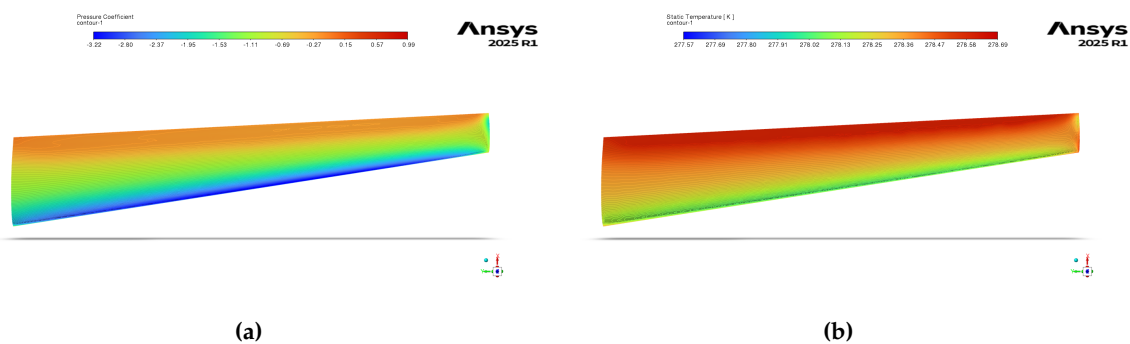 Pressure Coefficient
contour-1
-3.22 -2.80 -2.37 -1.95 -1.53 -1.11 -0.69 -0.27 0.15 0.57 0.99
Ansys
2025 R1
(a)
Static Temperature [ K ]
contour-1
277.57 277.69 277.80 277.91 278.02 278.13 278.25 278.36 278.47 278.58 278.69
Ansys
2025 R1
(b)